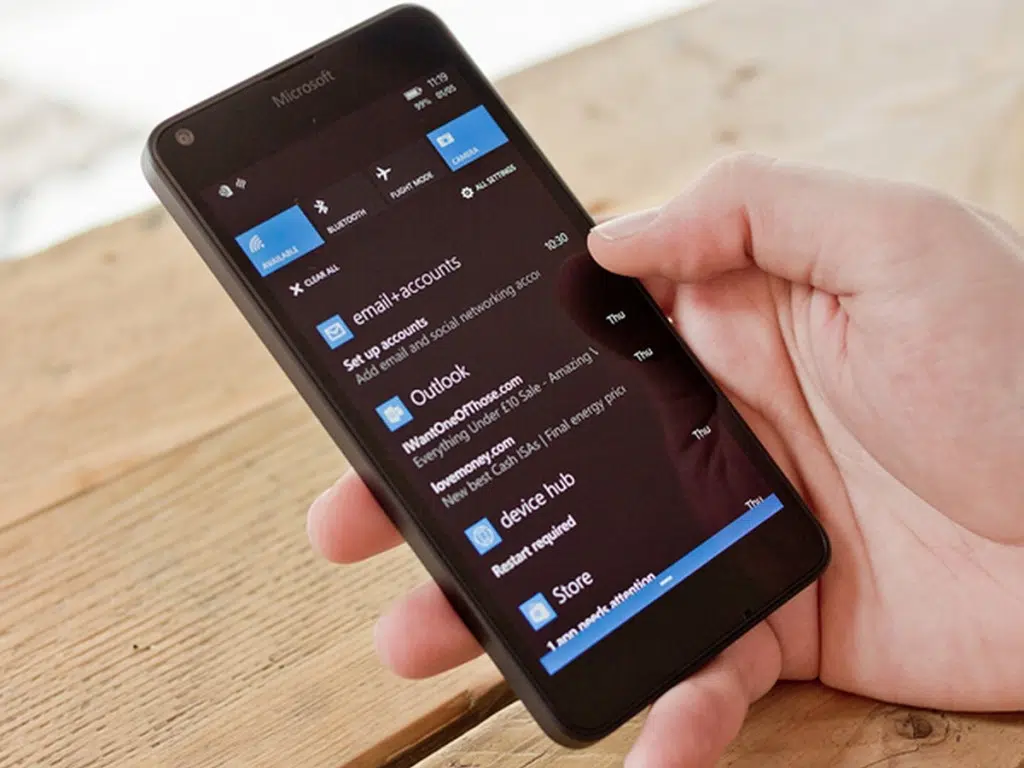 Microsoft
11:19
99% 01/05
AVAILABLE
BLUETOOTH
FLIGHT MODE
CAMERA
CLEAR ALL
ALL SETTINGS
email+accounts
Set up accounts 10:30
Add email and social networking accou
Outlook
IWantOneOfThose.com Thu
Everything Under £10 Sale - Amazing V
lovemoney.com Thu
New best Cash ISAs | Final energy price
device hub
Restart required Thu
Store
1 app needs attention Thu